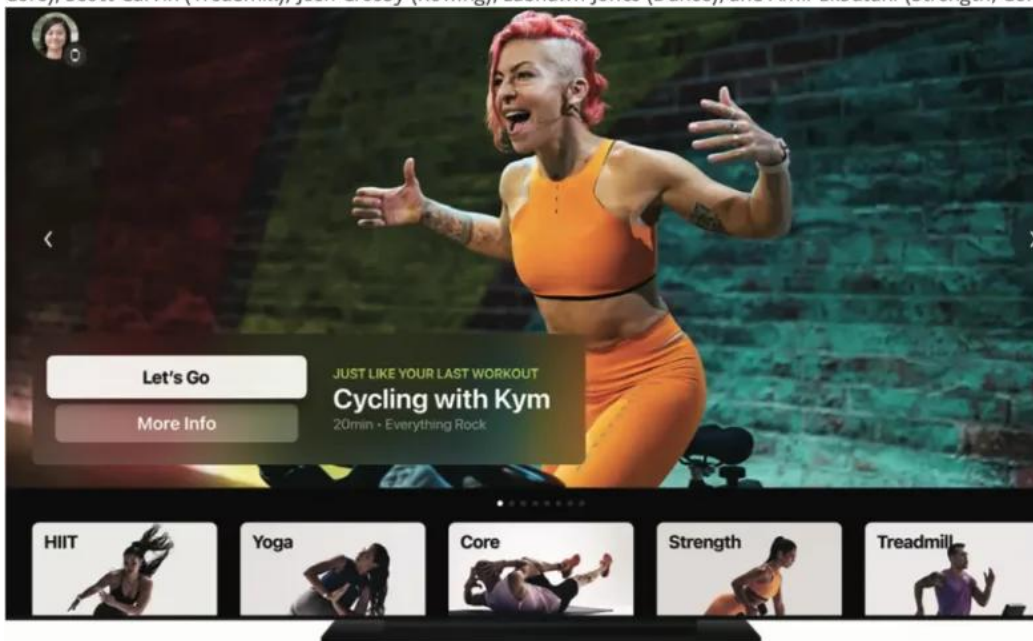 Let's Go
More Info
JUST LIKE YOUR LAST WORKOUT
Cycling with Kym
20min • Everything Rock
HIIT
Yoga
Core
Strength
Treadmill